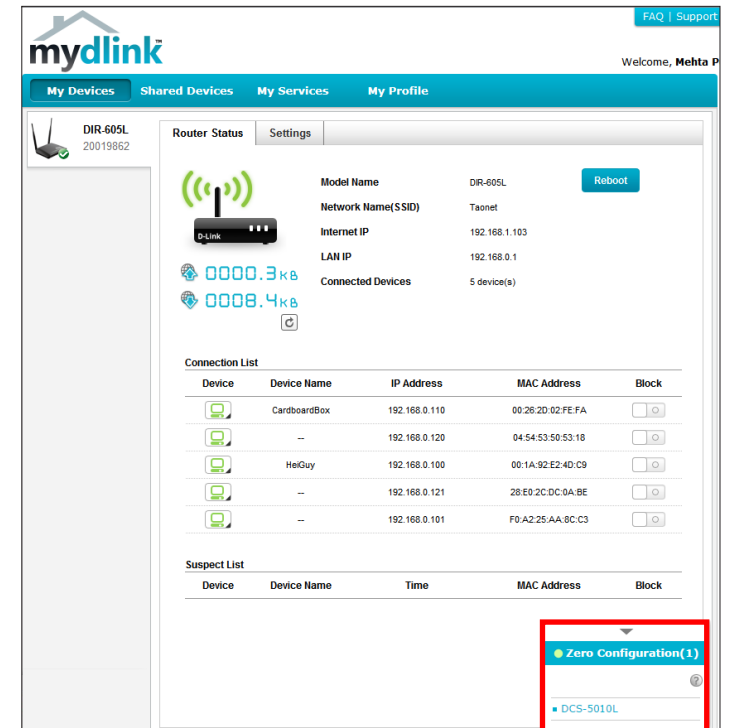 FAQ | Support
mydlink™
Welcome, Mehta P
My Devices Shared Devices My Services My Profile
DIR-605L
20019862
Router Status Settings
Model Name DIR-605L Reboot
Network Name(SSID) Taonet
D-Link
Internet IP 192.168.1.103
LAN IP 192.168.0.1
0000.3 KB
Connected Devices 5 device(s)
0008.4 KB
Connection List
Device Device Name IP Address MAC Address Block
CardboardBox 192.168.0.110 00:26:2D:02:FE:FA
-- 192.168.0.120 04:54:53:50:53:18
HeiGuy 192.168.0.100 00:1A:92:E2:4D:C9
-- 192.168.0.121 28:E0:2C:DC:0A:BE
-- 192.168.0.101 F0:A2:25:AA:8C:C3
Suspect List
Device Device Name Time MAC Address Block
Zero Configuration(1)
?
DCS-5010L